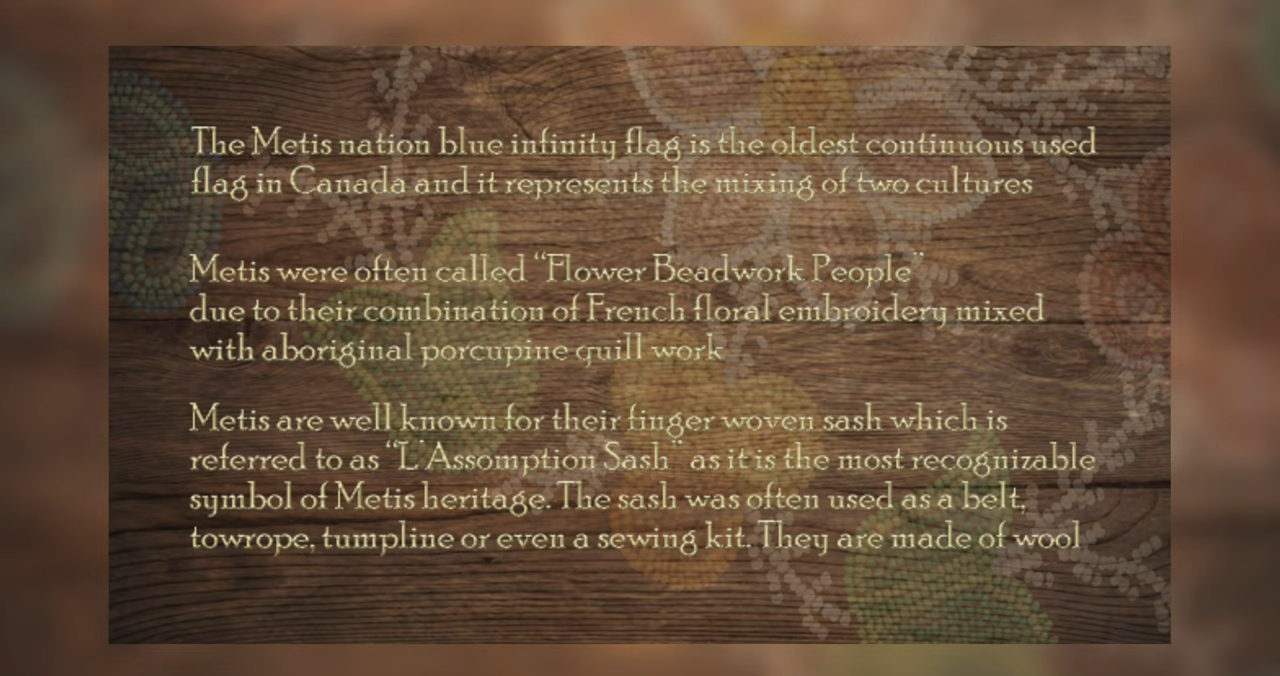 The Metis nation blue infinity flag is the oldest continuous used
flag in Canada and it represents the mixing of two cultures
Metis were often called “Flower Beadwork People”
due to their combination of French floral embroidery mixed
with aboriginal porcupine quill work
Metis are well known for their finger woven sash which is
referred to as “L'Assomption Sash” as it is the most recognizable
symbol of Metis heritage. The sash was often used as a belt,
towrope, tumpline or even a sewing kit. They are made of wool